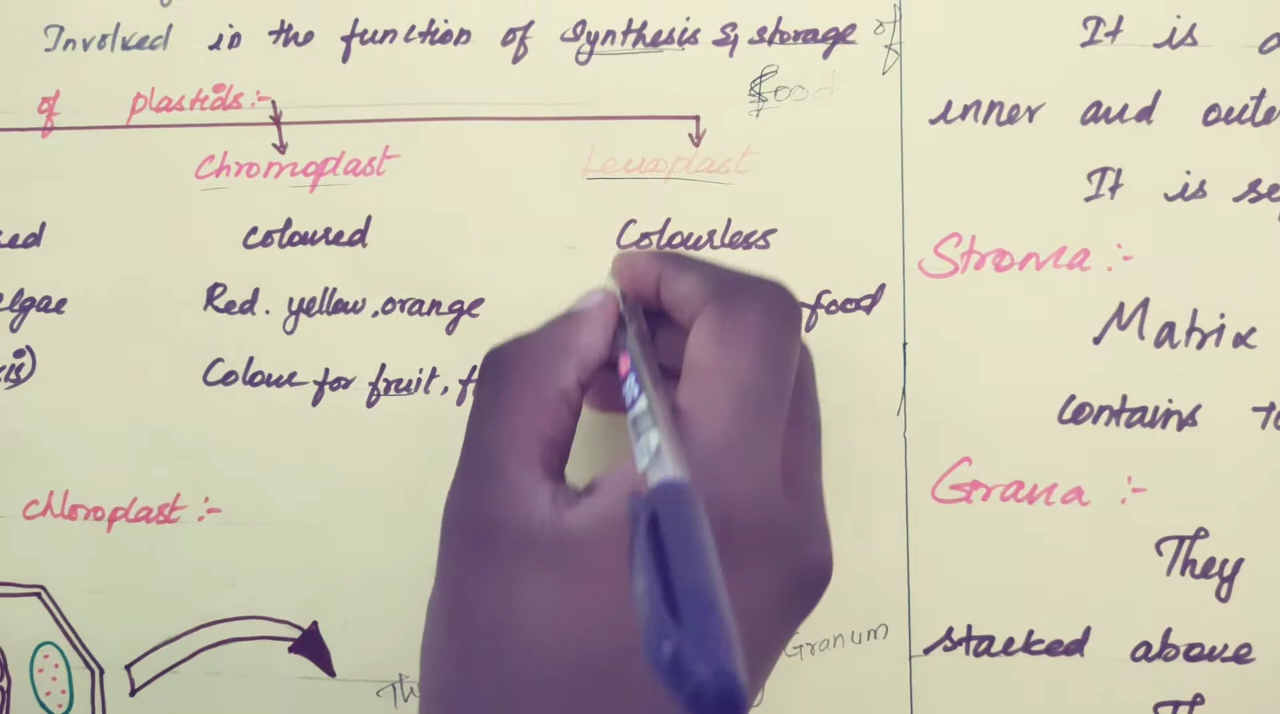 Involved in the function of Synthesis & storage of
food
of plastids:-
Chromoplast
Leucoplast
coloured
Colourless
Red. yellow, orange
food
Colour for fruit, f
chloroplast :-
Granum
It is
inner and oute
It is se
Stroma :-
Matrix
contains
Grana :-
They
stacked above